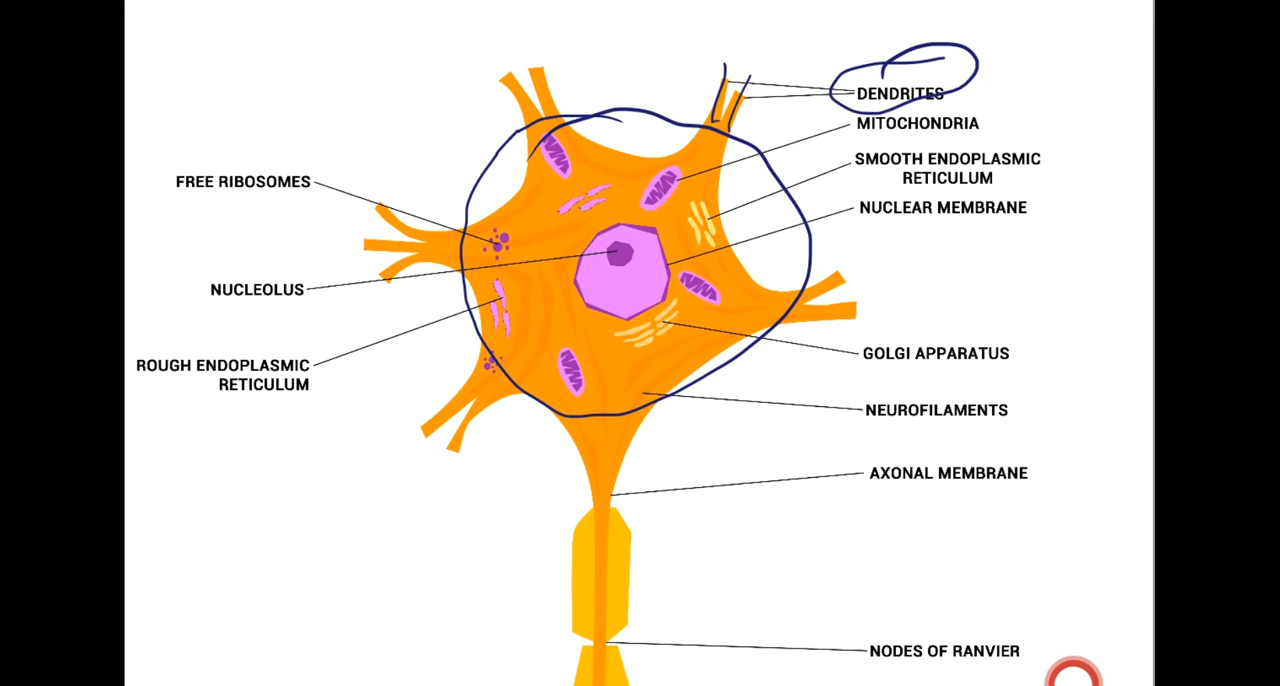 DENDRITES
MITOCHONDRIA
SMOOTH ENDOPLASMIC
RETICULUM
NUCLEAR MEMBRANE
GOLGI APPARATUS
NEUROFILAMENTS
AXONAL MEMBRANE
NODES OF RANVIER
FREE RIBOSOMES
NUCLEOLUS
ROUGH ENDOPLASMIC
RETICULUM